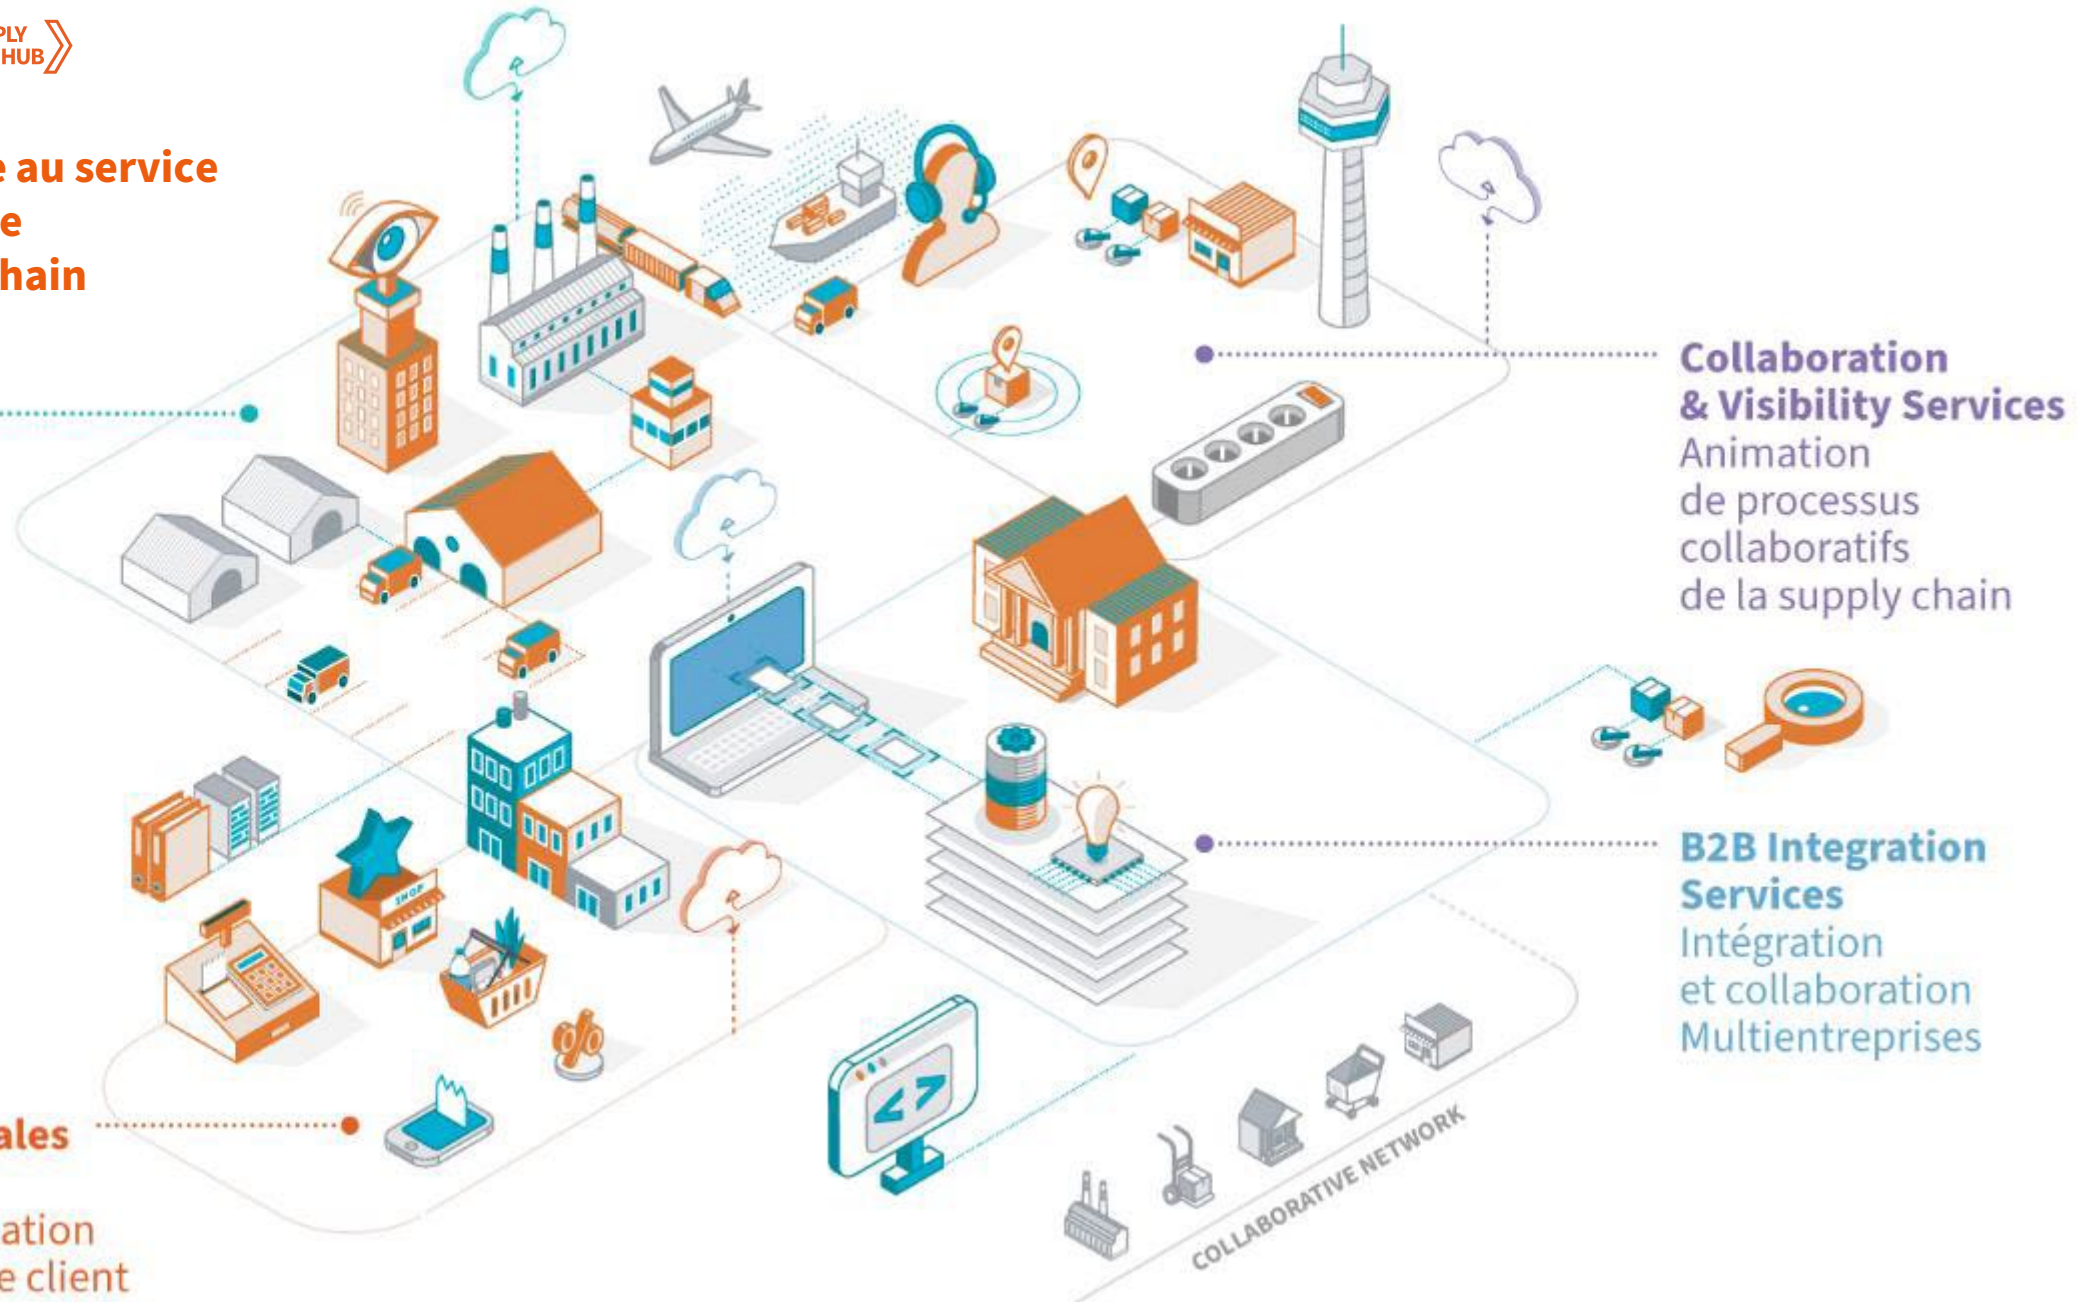 PLY
HUB
e au service
e
hain
SHOP
Collaboration
& Visibility Services
Animation
de processus
collaboratifs
de la supply chain
B2B Integration
Services
Intégration
et collaboration
Multientreprises
ales
ation
e client
COLLABORATIVE NETWORK